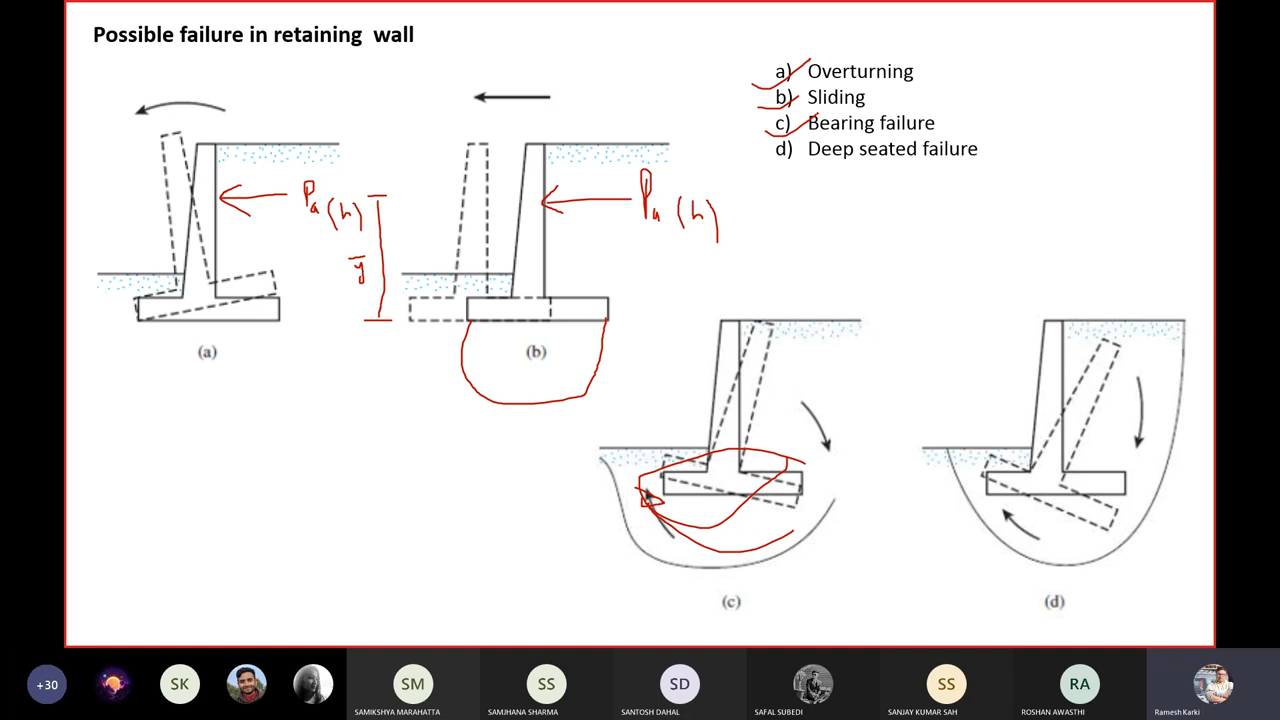 Possible failure in retaining wall
a) Overturning
b) Sliding
c) Bearing failure
d) Deep seated failure
Pa (h)
ȳ
Pa (h)
(a)
(b)
(c)
(d)
+30
SK
SM
SS
SD
SS
RA
SAMIKSHYA MARAHATTA
SAMJHANA SHARMA
SANTOSH DAHAL
SAFAL SUBEDI
SANJAY KUMAR SAH
ROSHAN AWASTHI
Ramesh Karki